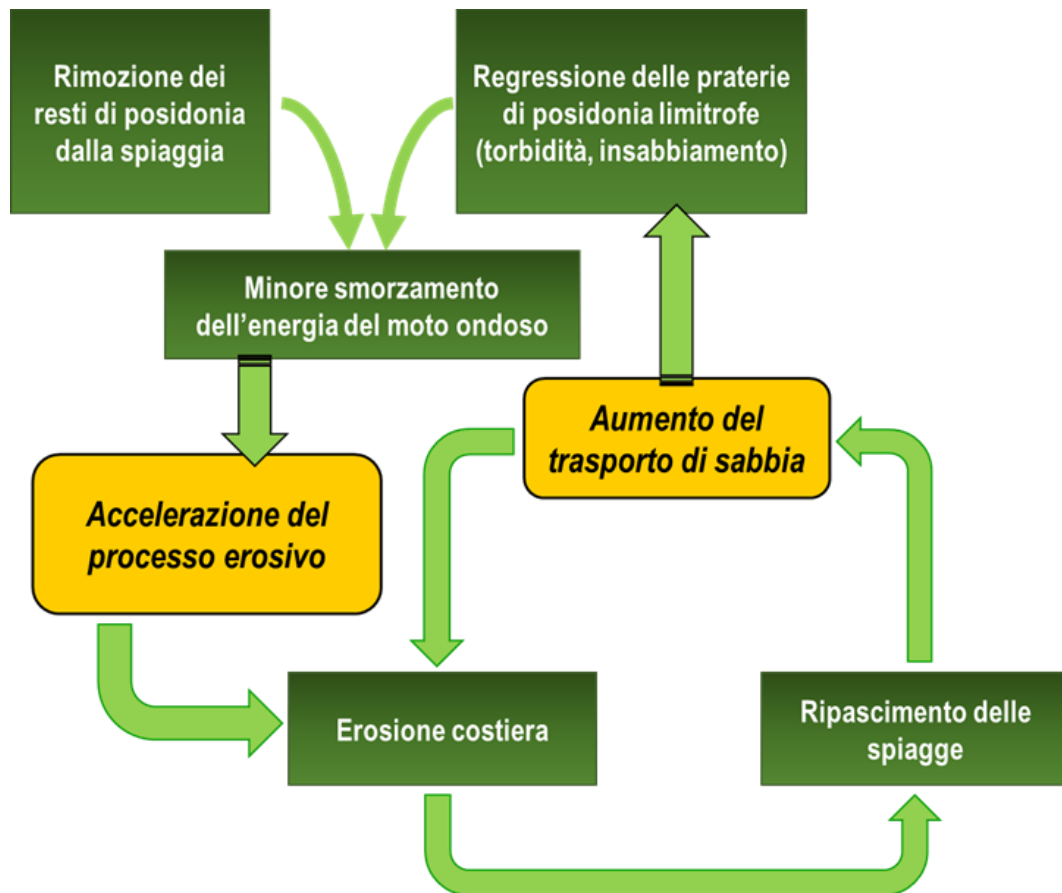 Rimozione dei
resti di posidonia
dalla spiaggia
Regressione delle praterie
di posidonia limitrofe
(torbidità, insabbiamento)
Minore smorzamento
dell’energia del moto ondoso
Aumento del
trasporto di sabbia
Accelerazione del
processo erosivo
Erosione costiera
Ripascimento delle
spiagge